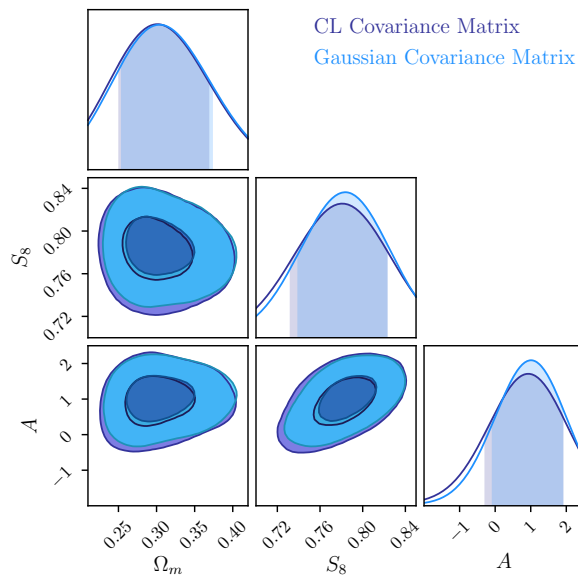 CL Covariance Matrix
Gaussian Covariance Matrix
S₈
0.84
0.80
0.76
0.72
A
2
1
0
−1
0.25
0.30
0.35
0.40
Ωₘ
0.72
0.76
0.80
0.84
S₈
−1
0
1
2
A